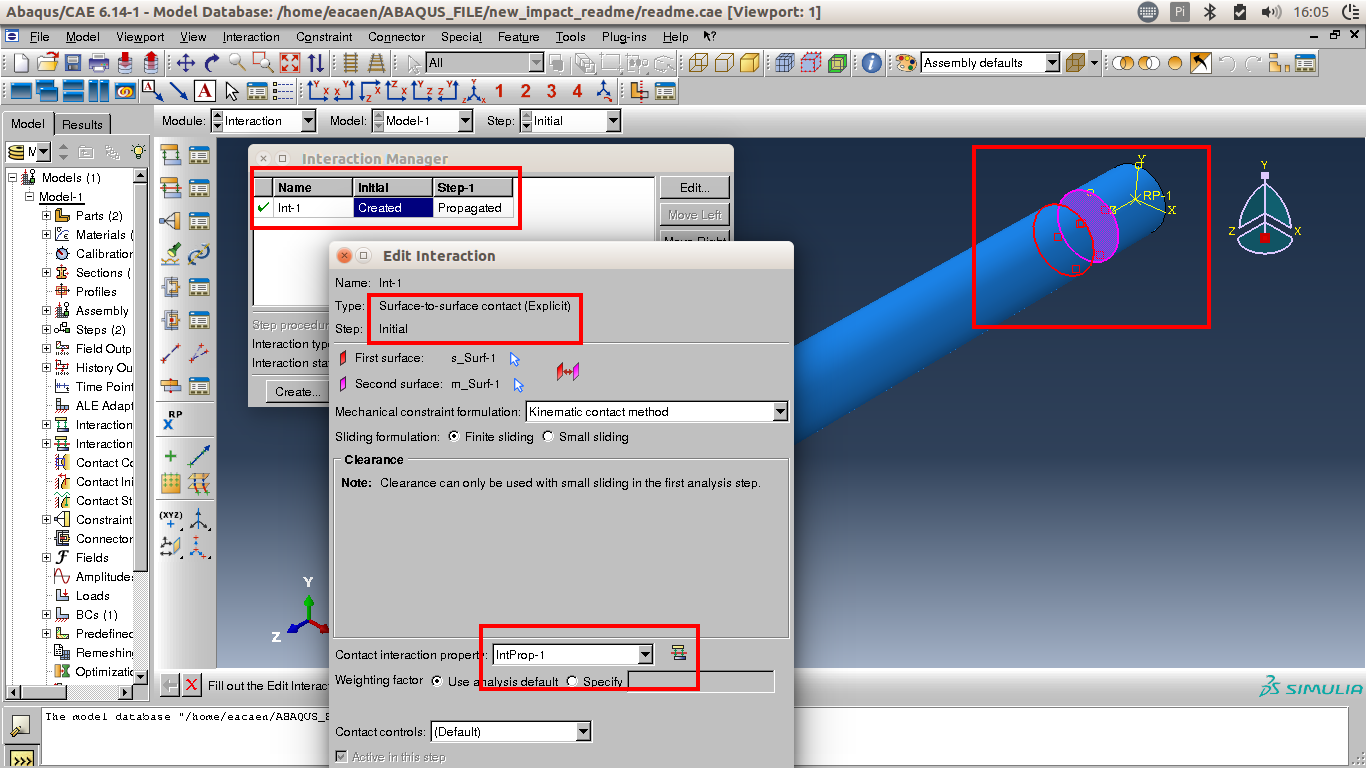 Abaqus/CAE 6.14-1 - Model Database: /home/eacaen/ABAQUS_FILE/new_impact_readme/readme.cae [Viewport: 1]
Pi
16:05
File Model Viewport View Interaction Constraint Connector Special Feature Tools Plug-ins Help
All
Assembly defaults
1 2 3 4
Model Results
Module: Interaction Model: Model-1 Step: Initial
Interaction Manager
Name Initial Step-1
Int-1 Created Propagated
Edit...
Move Left
Move Right
Step procedur
Interaction type
Interaction stat
Create...
Models (1)
Model-1
Parts (2)
Materials (
Calibration
Sections (
Profiles
Assembly
Steps (2)
Field Outp
History Ou
Time Point
ALE Adap
Interaction
Interaction
Contact Co
Contact Ini
Contact St
Constraint
Connector
Fields
Amplitudes
Loads
BCs (1)
Predefined
Remeshing
Optimizatio
RP
(XYZ)
Edit Interaction
Name: Int-1
Type: Surface-to-surface contact (Explicit)
Step: Initial
First surface: s_Surf-1
Second surface: m_Surf-1
Mechanical constraint formulation: Kinematic contact method
Sliding formulation: Finite sliding Small sliding
Clearance
Note: Clearance can only be used with small sliding in the first analysis step.
Contact interaction property: IntProp-1
Weighting factor Use analysis default Specify
Contact controls: (Default)
Active in this step
Y
RP-1
X
Y
Z X
Y
Z
Fill out the Edit Interac
SIMULIA
The model database "/home/eacaen/ABAQUS_F
>>>